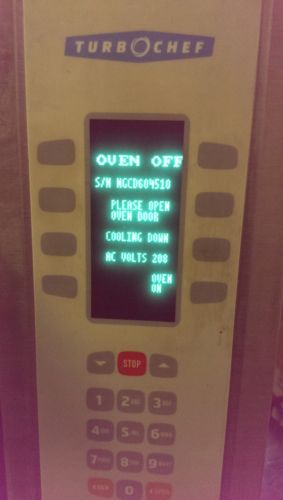 TURBOCHEF
OVEN OFF
S/N NGCD604510
PLEASE OPEN
OVEN DOOR
COOLING DOWN
AC VOLTS 208
OVEN
ON
STOP
1 2 3
4 5 6
7 8 9
0